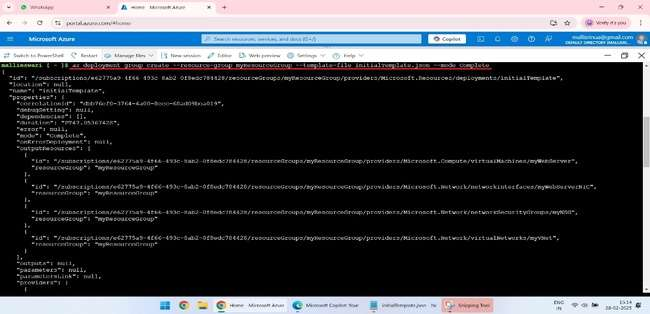 Whatsapp
Home - Microsoft Azure
portal.azure.com/#home
Verify it's you
Microsoft Azure
Search resources, services, and docs (G+/)
Copilot
DEFAULT DIRECTORY
Switch to PowerShell
Restart
Manage files
New session
Editor
Web preview
Settings
Help
[ ~ ]$ az deployment group create --resource-group myResourceGroup --template-file initialTemplate.json --mode Complete
{
"id": "/subscriptions/e62775a9-4f66-493c-8ab2-0f8edc784428/resourceGroups/myResourceGroup/providers/Microsoft.Resources/deployments/initialTemplate",
"location": null,
"name": "initialTemplate",
"properties": {
"correlationId":
"debugSetting": null,
"dependencies": [],
"duration": "PT47.0536742S",
"error": null,
"mode": "Complete",
"onErrorDeployment": null,
"outputResources": [
{
"id": "/subscriptions/e62775a9-4f66-493c-8ab2-0f8edc784428/resourceGroups/myResourceGroup/providers/Microsoft.Compute/virtualMachines/myWebServer",
"resourceGroup": "myResourceGroup"
},
{
"id": "/subscriptions/e62775a9-4f66-493c-8ab2-0f8edc784428/resourceGroups/myResourceGroup/providers/Microsoft.Network/networkInterfaces/myWebServerNIC",
"resourceGroup": "myResourceGroup"
},
{
"id": "/subscriptions/e62775a9-4f66-493c-8ab2-0f8edc784428/resourceGroups/myResourceGroup/providers/Microsoft.Network/networkSecurityGroups/myNSG",
"resourceGroup": "myResourceGroup"
},
{
"id": "/subscriptions/e62775a9-4f66-493c-8ab2-0f8edc784428/resourceGroups/myResourceGroup/providers/Microsoft.Network/virtualNetworks/myVNet",
"resourceGroup": "myResourceGroup"
}
],
"outputs": null,
"parameters": null,
"parametersLink": null,
"providers": [
{
Home - Microsoft Azure
Microsoft Copilot: Your
initialTemplate.json - No
Snipping Tool
ENG
IN
15:14
28-02-2025